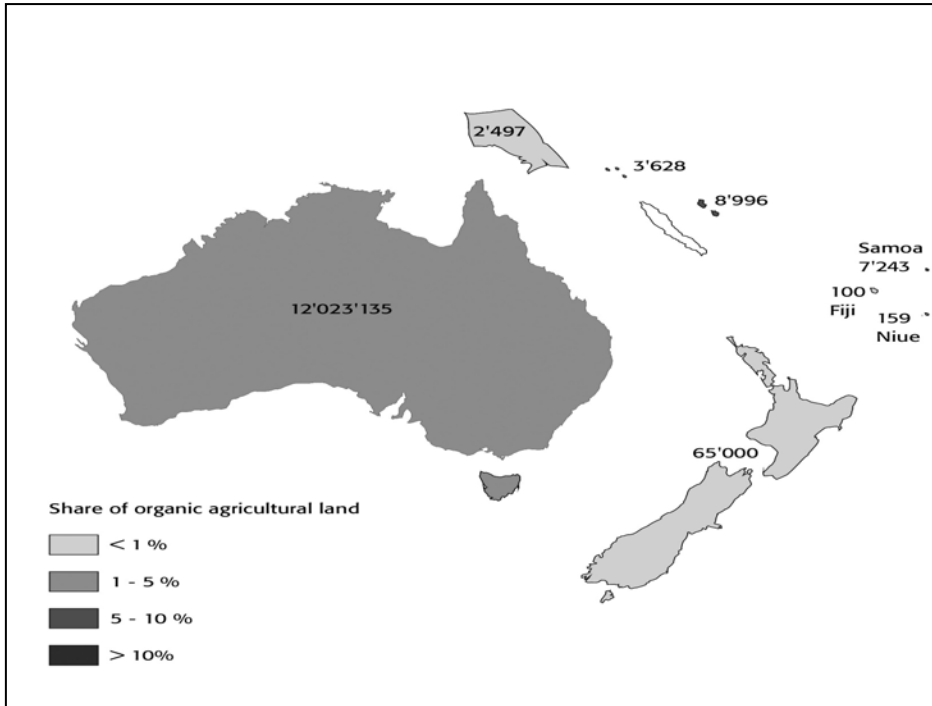 2'497
3'628
8'996
Samoa
7'243
100
Fiji
159
Niue
12'023'135
65'000
Share of organic agricultural land
< 1 %
1 - 5 %
5 - 10 %
> 10%